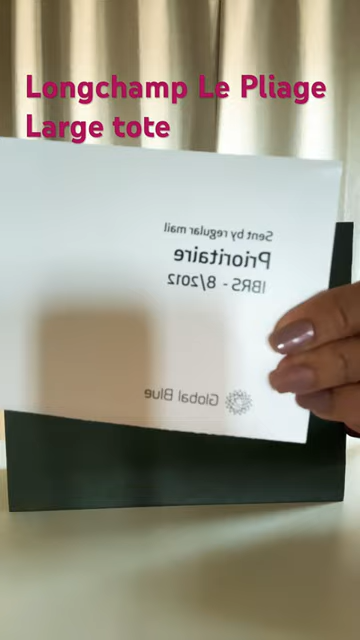 Longchamp Le Pliage
Large tote
Sent by regular mail
Prioritaire
IBRS - 8/2012
Global Blue